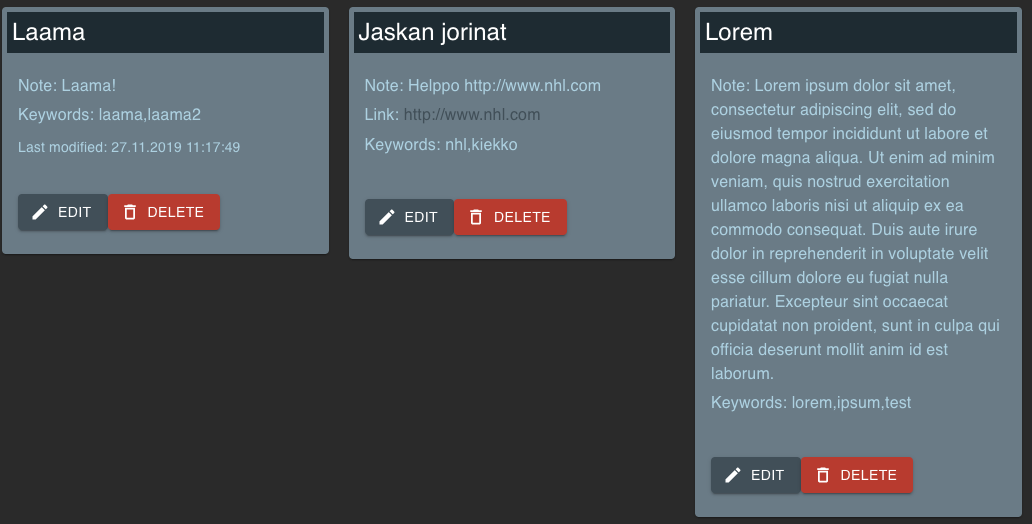 Laama
Note: Laama!
Keywords: laama,laama2
Last modified: 27.11.2019 11:17:49
EDIT
DELETE
Jaskan jorinat
Note: Helppo http://www.nhl.com
Link: http://www.nhl.com
Keywords: nhl,kiekko
EDIT
DELETE
Lorem
Note: Lorem ipsum dolor sit amet,
consectetur adipiscing elit, sed do
eiusmod tempor incididunt ut labore et
dolore magna aliqua. Ut enim ad minim
veniam, quis nostrud exercitation
ullamco laboris nisi ut aliquip ex ea
commodo consequat. Duis aute irure
dolor in reprehenderit in voluptate velit
esse cillum dolore eu fugiat nulla
pariatur. Excepteur sint occaecat
cupidatat non proident, sunt in culpa qui
officia deserunt mollit anim id est
laborum.
Keywords: lorem,ipsum,test
EDIT
DELETE